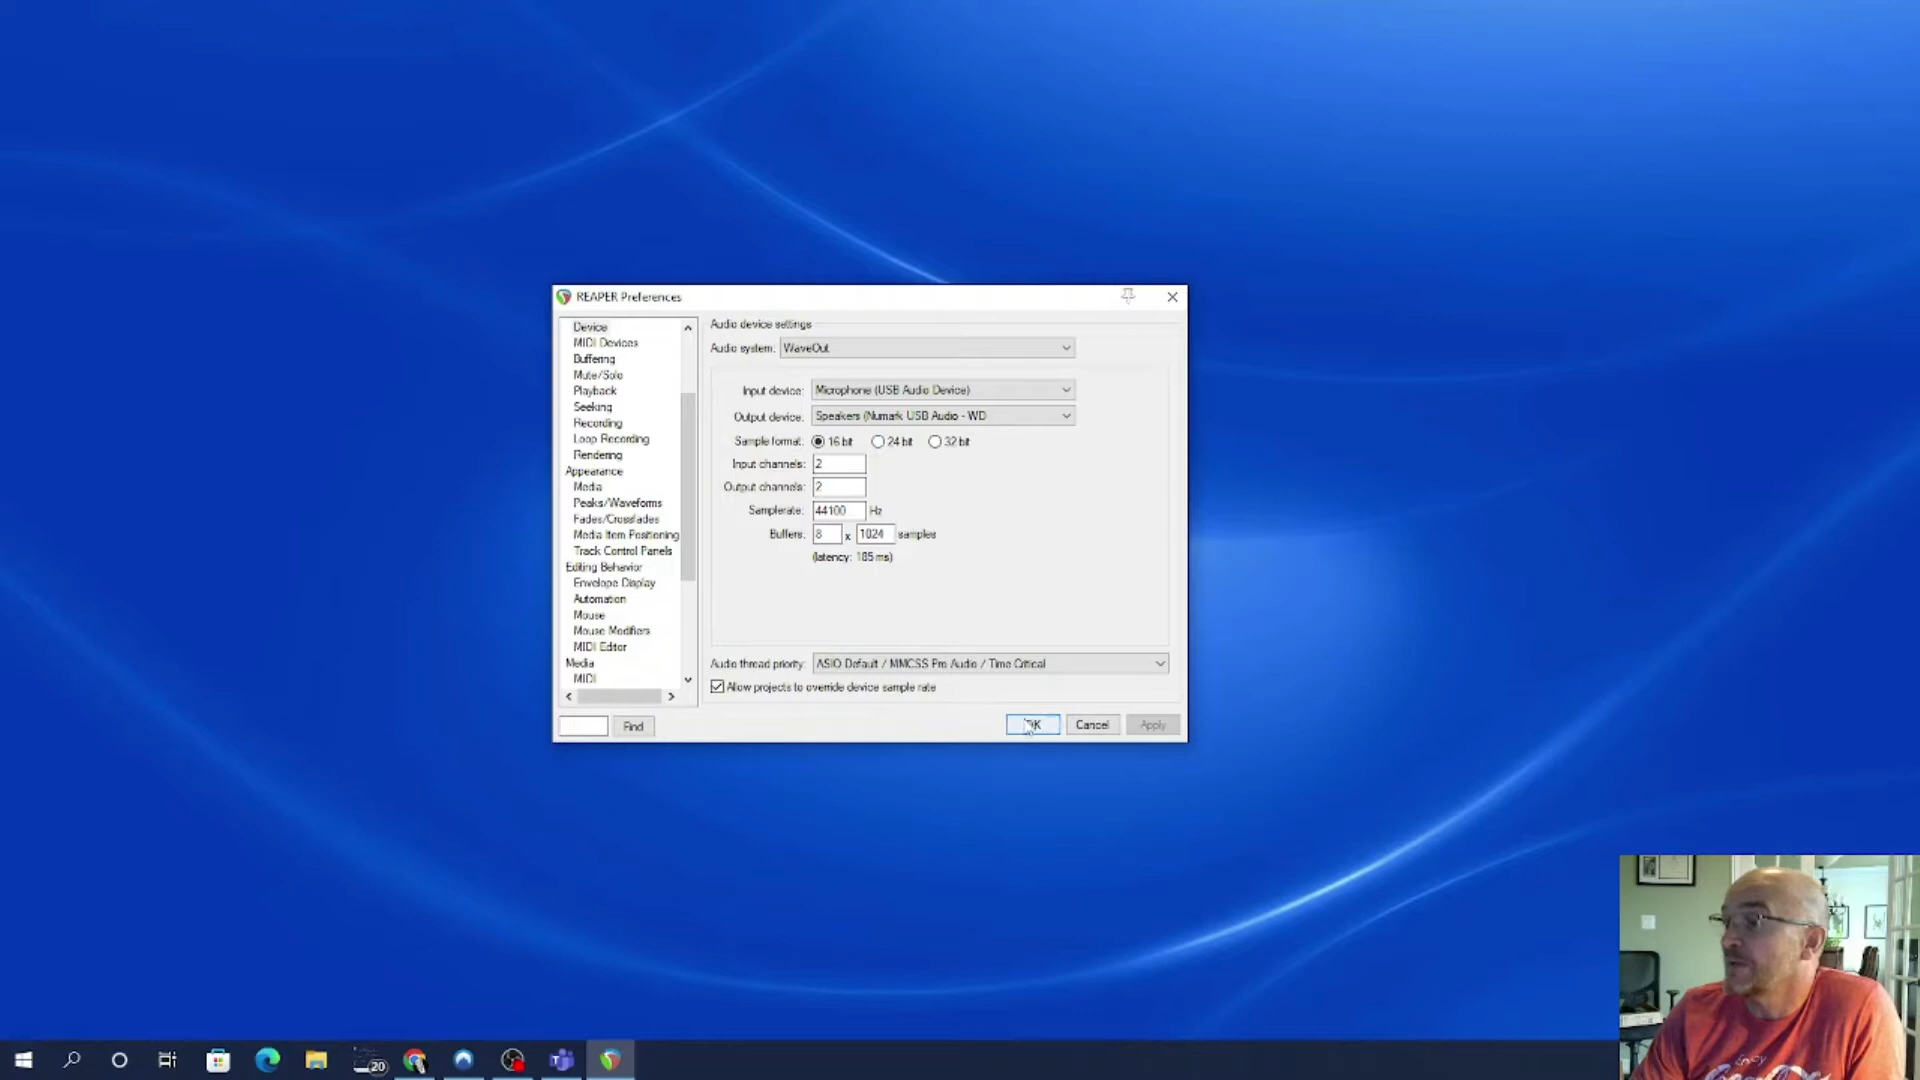 REAPER Preferences
Device
MIDI Devices
Buffering
Mute/Solo
Playback
Seeking
Recording
Loop Recording
Rendering
Appearance
Media
Peaks/Waveforms
Fades/Crossfades
Media Item Positioning
Track Control Panels
Editing Behavior
Envelope Display
Automation
Mouse
Mouse Modifiers
MIDI Editor
Media
MIDI
Find
Audio device settings
Audio system: WaveOut
Input device: Microphone (USB Audio Device)
Output device: Speakers (Numark USB Audio - WD
Sample format: 16 bit 24 bit 32 bit
Input channels: 2
Output channels: 2
Samplerate: 44100 Hz
Buffers: 8 x 1024 samples
(latency: 185 ms)
Audio thread priority: ASIO Default / MMCSS Pro Audio / Time Critical
Allow projects to override device sample rate
OK Cancel Apply
20
Enjoy